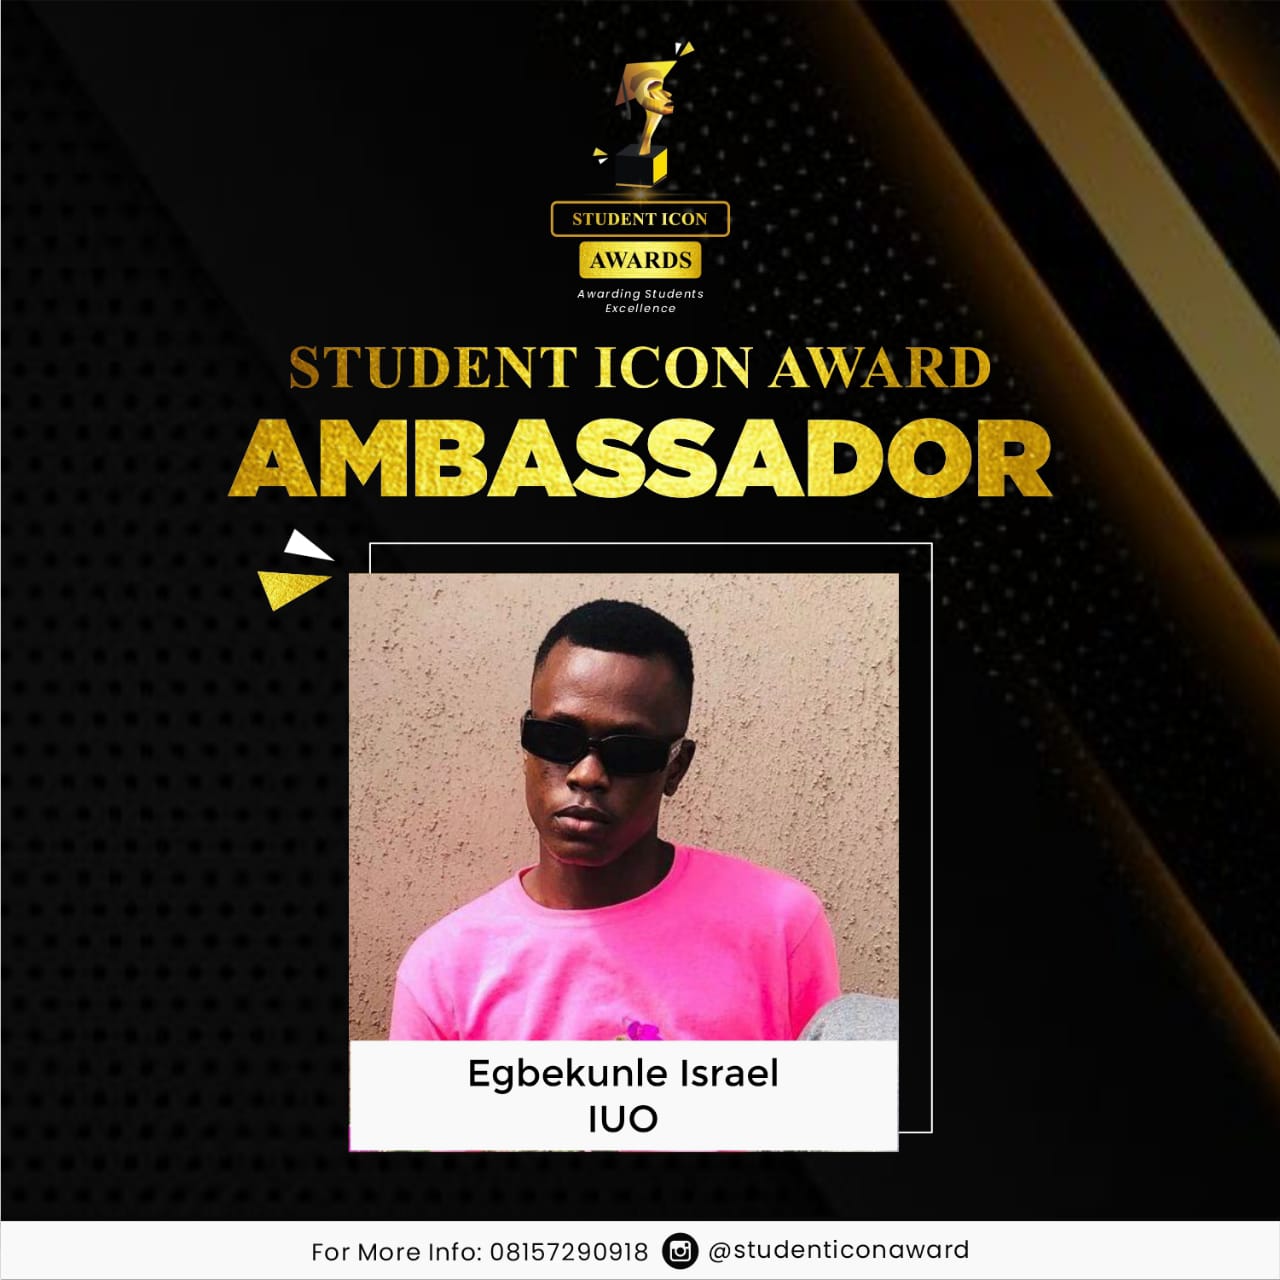 STUDENT ICON
AWARDS
Awarding Students
Excellence
STUDENT ICON AWARD
AMBASSADOR
Egbekunle Israel
IUO
For More Info: 08157290918 @studenticonaward